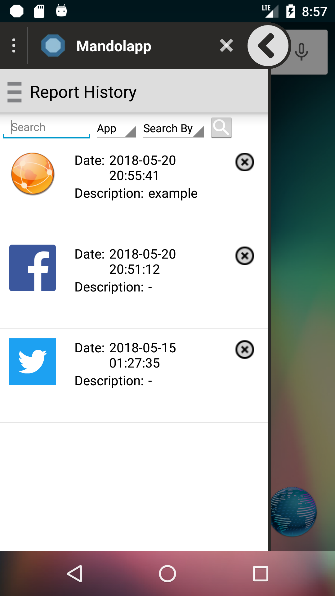 LTE 8:57
Mandolapp
Report History
Search App Search By
Date: 2018-05-20
20:55:41
Description: example
Date: 2018-05-20
20:51:12
Description: -
Date: 2018-05-15
01:27:35
Description: -